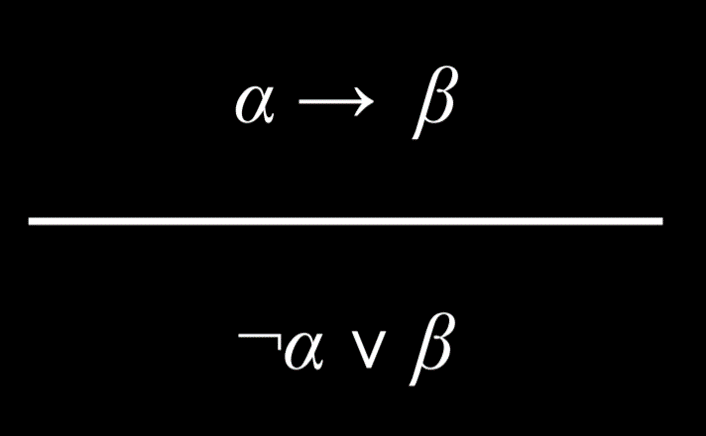 α → β
¬α ∨ β